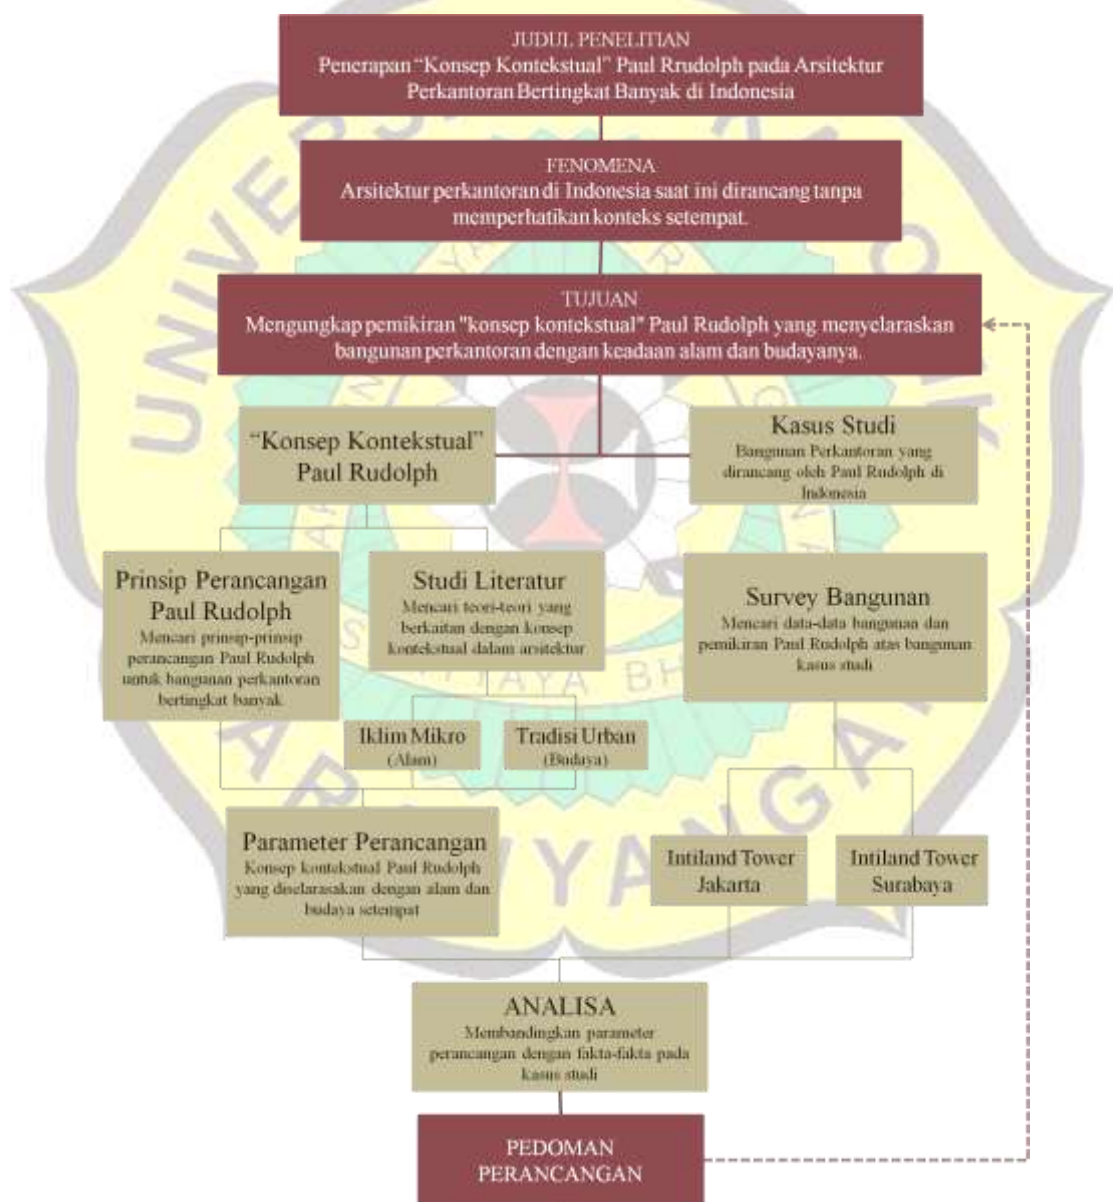 JUDUL PENELITIAN
Penerapan “Konsep Kontekstual” Paul Rrudolph pada Arsitektur
Perkantoran Bertingkat Banyak di Indonesia
FENOMENA
Arsitektur perkantoran di Indonesia saat ini dirancang tanpa
memperhatikan konteks setempat.
TUJUAN
Mengungkap pemikiran "konsep kontekstual" Paul Rudolph yang menyelaraskan
bangunan perkantoran dengan keadaan alam dan budayanya.
“Konsep Kontekstual”
Paul Rudolph
Kasus Studi
Bangunan Perkantoran yang
dirancang oleh Paul Rudolph di
Indonesia
Prinsip Perancangan
Paul Rudolph
Mencari prinsip-prinsip
perancangan Paul Rudolph
untuk bangunan perkantoran
bertingkat banyak
Studi Literatur
Mencari teori-teori yang
berkaitan dengan konsep
kontekstual dalam arsitektur
Survey Bangunan
Mencari data-data bangunan dan
pemikiran Paul Rudolph atas bangunan
kasus studi
Iklim Mikro
(Alam)
Tradisi Urban
(Budaya)
Parameter Perancangan
Konsep kontekstual Paul Rudolph
yang diselarasakan dengan alam dan
budaya setempat
Intiland Tower
Jakarta
Intiland Tower
Surabaya
ANALISA
Membandingkan parameter
perancangan dengan fakta-fakta pada
kasus studi
PEDOMAN
PERANCANGAN